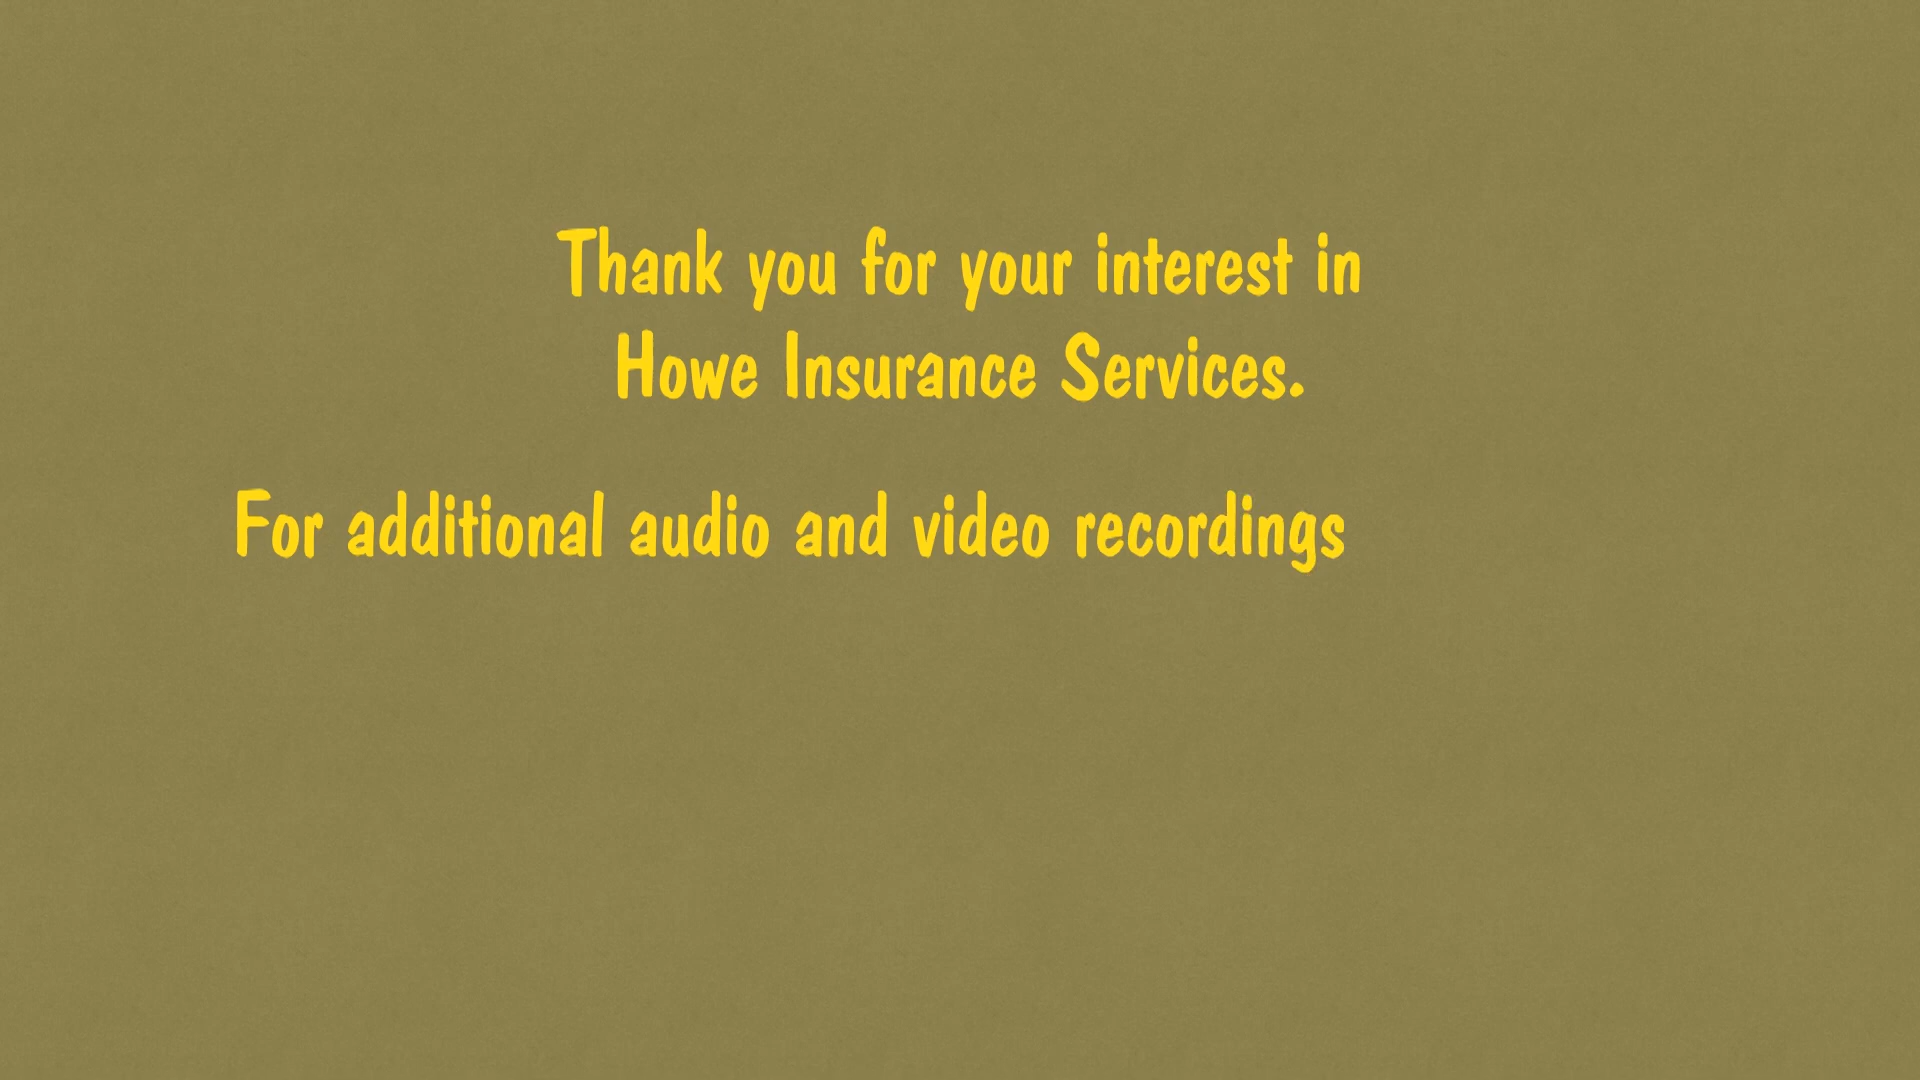 Thank you for your interest in
Howe Insurance Services.
For additional audio and video recordings